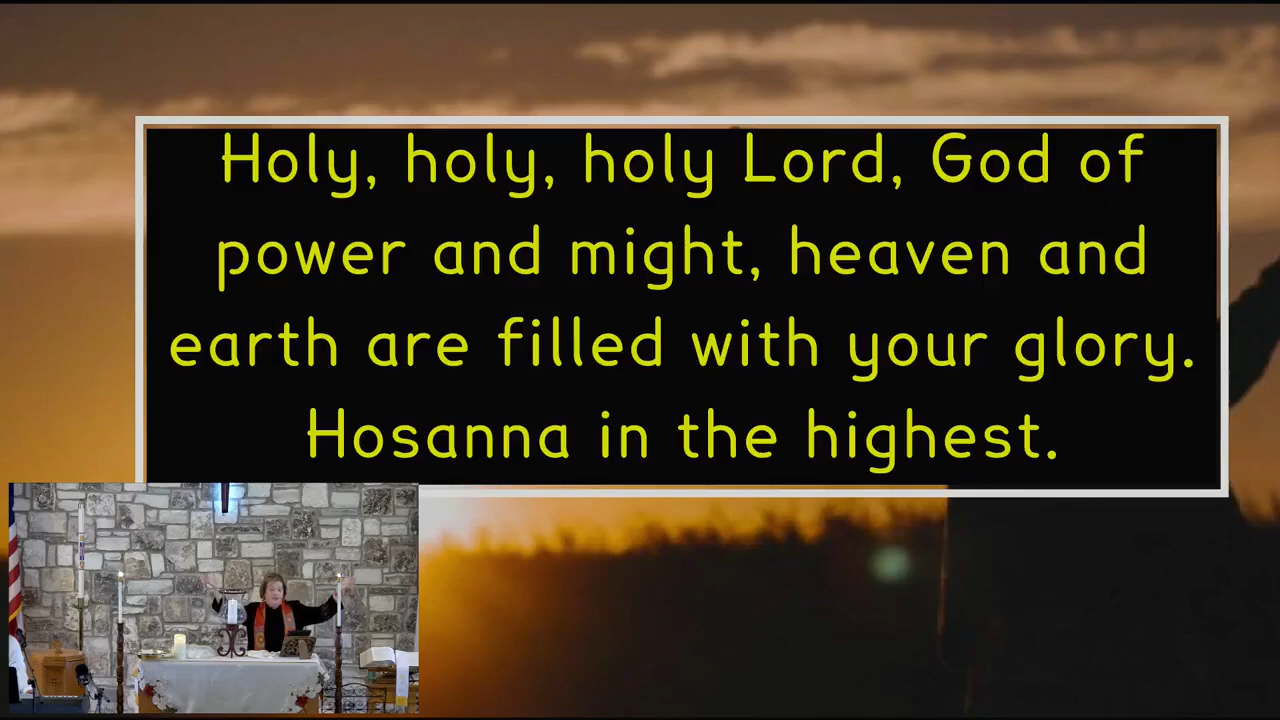 Holy, holy, holy Lord, God of
power and might, heaven and
earth are filled with your glory.
Hosanna in the highest.